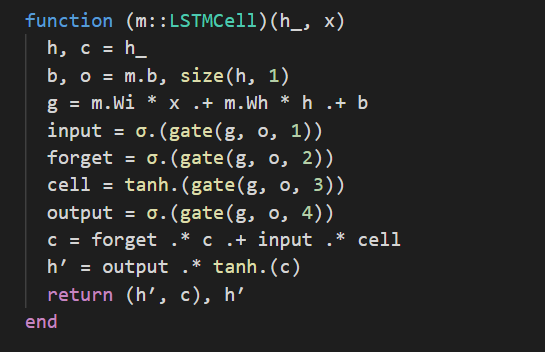 function (m::LSTMCell)(h_, x)
  h, c = h_
  b, o = m.b, size(h, 1)
  g = m.Wi * x .+ m.Wh * h .+ b
  input = σ.(gate(g, o, 1))
  forget = σ.(gate(g, o, 2))
  cell = tanh.(gate(g, o, 3))
  output = σ.(gate(g, o, 4))
  c = forget .* c .+ input .* cell
  h′ = output .* tanh.(c)
  return (h′, c), h′
end